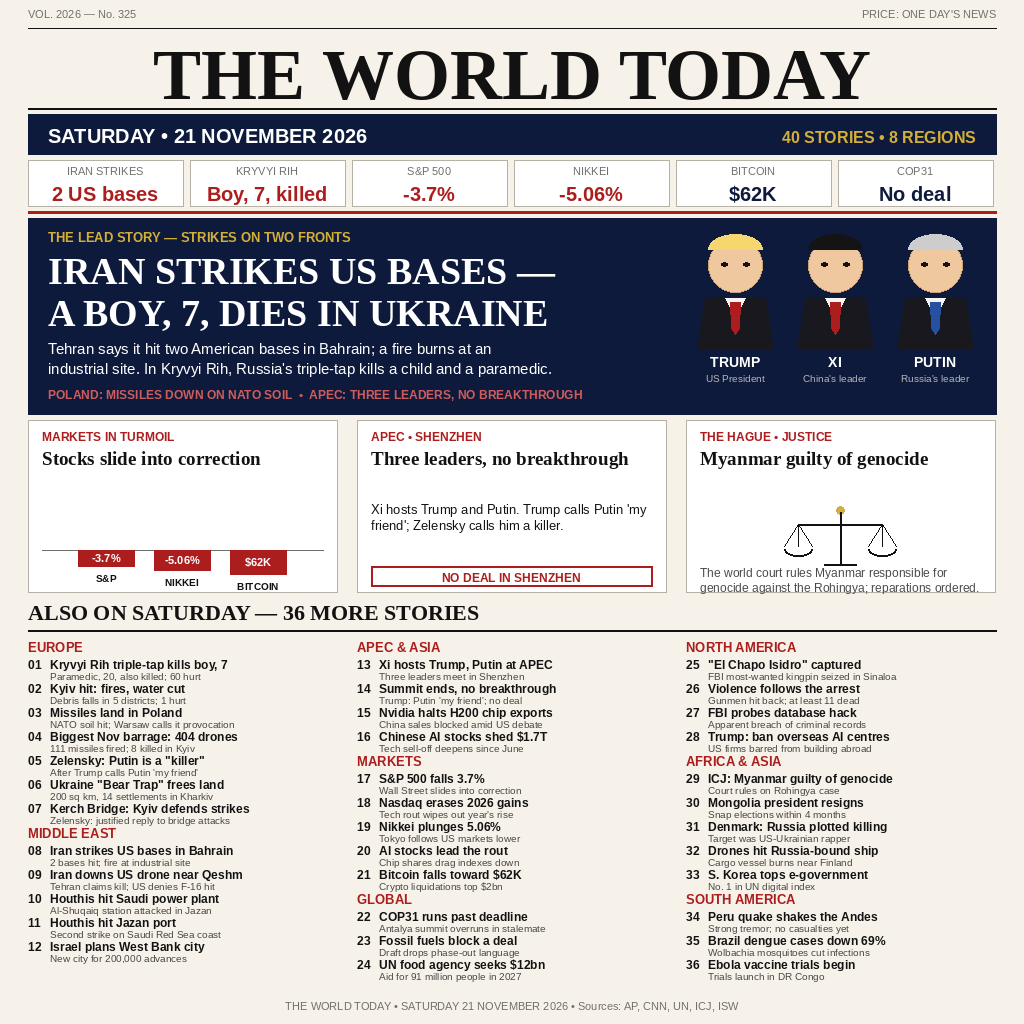 VOL. 2026 — No. 325
PRICE: ONE DAY'S NEWS
THE WORLD TODAY
SATURDAY • 21 NOVEMBER 2026
40 STORIES • 8 REGIONS
IRAN STRIKES
2 US bases
KRYVYI RIH
Boy, 7, killed
S&P 500
-3.7%
NIKKEI
-5.06%
BITCOIN
$62K
COP31
No deal
THE LEAD STORY — STRIKES ON TWO FRONTS
IRAN STRIKES US BASES —
A BOY, 7, DIES IN UKRAINE
Tehran says it hit two American bases in Bahrain; a fire burns at an
industrial site. In Kryvyi Rih, Russia's triple-tap kills a child and a paramedic.
POLAND: MISSILES DOWN ON NATO SOIL • APEC: THREE LEADERS, NO BREAKTHROUGH
TRUMP
US President
XI
China's leader
PUTIN
Russia's leader
MARKETS IN TURMOIL
Stocks slide into correction
-3.7%
S&P
-5.06%
NIKKEI
$62K
BITCOIN
APEC • SHENZHEN
Three leaders, no breakthrough
Xi hosts Trump and Putin. Trump calls Putin 'my
friend'; Zelensky calls him a killer.
NO DEAL IN SHENZHEN
THE HAGUE • JUSTICE
Myanmar guilty of genocide
The world court rules Myanmar responsible for
genocide against the Rohingya; reparations ordered.
ALSO ON SATURDAY — 36 MORE STORIES
EUROPE
01 Kryvyi Rih triple-tap kills boy, 7
Paramedic, 20, also killed; 60 hurt
02 Kyiv hit: fires, water cut
Debris falls in 5 districts; 1 hurt
03 Missiles land in Poland
NATO soil hit; Warsaw calls it provocation
04 Biggest Nov barrage: 404 drones
111 missiles fired; 8 killed in Kyiv
05 Zelensky: Putin is a "killer"
After Trump calls Putin 'my friend'
06 Ukraine "Bear Trap" frees land
200 sq km, 14 settlements in Kharkiv
07 Kerch Bridge: Kyiv defends strikes
Zelensky: justified reply to bridge attacks
MIDDLE EAST
08 Iran strikes US bases in Bahrain
2 bases hit; fire at industrial site
09 Iran downs US drone near Qeshm
Tehran claims kill; US denies F-16 hit
10 Houthis hit Saudi power plant
Al-Shuqaiq station attacked in Jazan
11 Houthis hit Jazan port
Second strike on Saudi Red Sea coast
12 Israel plans West Bank city
New city for 200,000 advances
APEC & ASIA
13 Xi hosts Trump, Putin at APEC
Three leaders meet in Shenzhen
14 Summit ends, no breakthrough
Trump: Putin 'my friend'; no deal
15 Nvidia halts H200 chip exports
China sales blocked amid US debate
16 Chinese AI stocks shed $1.7T
Tech sell-off deepens since June
MARKETS
17 S&P 500 falls 3.7%
Wall Street slides into correction
18 Nasdaq erases 2026 gains
Tech rout wipes out year's rise
19 Nikkei plunges 5.06%
Tokyo follows US markets lower
20 AI stocks lead the rout
Chip shares drag indexes down
21 Bitcoin falls toward $62K
Crypto liquidations top $2bn
GLOBAL
22 COP31 runs past deadline
Antalya summit overruns in stalemate
23 Fossil fuels block a deal
Draft drops phase-out language
24 UN food agency seeks $12bn
Aid for 91 million people in 2027
NORTH AMERICA
25 "El Chapo Isidro" captured
FBI most-wanted kingpin seized in Sinaloa
26 Violence follows the arrest
Gunmen hit back; at least 11 dead
27 FBI probes database hack
Apparent breach of criminal records
28 Trump: ban overseas AI centres
US firms barred from building abroad
AFRICA & ASIA
29 ICJ: Myanmar guilty of genocide
Court rules on Rohingya case
30 Mongolia president resigns
Snap elections within 4 months
31 Denmark: Russia plotted killing
Target was US-Ukrainian rapper
32 Drones hit Russia-bound ship
Cargo vessel burns near Finland
33 S. Korea tops e-government
No. 1 in UN digital index
SOUTH AMERICA
34 Peru quake shakes the Andes
Strong tremor; no casualties yet
35 Brazil dengue cases down 69%
Wolbachia mosquitoes cut infections
36 Ebola vaccine trials begin
Trials launch in DR Congo
THE WORLD TODAY • SATURDAY 21 NOVEMBER 2026 • Sources: AP, CNN, UN, ICJ, ISW